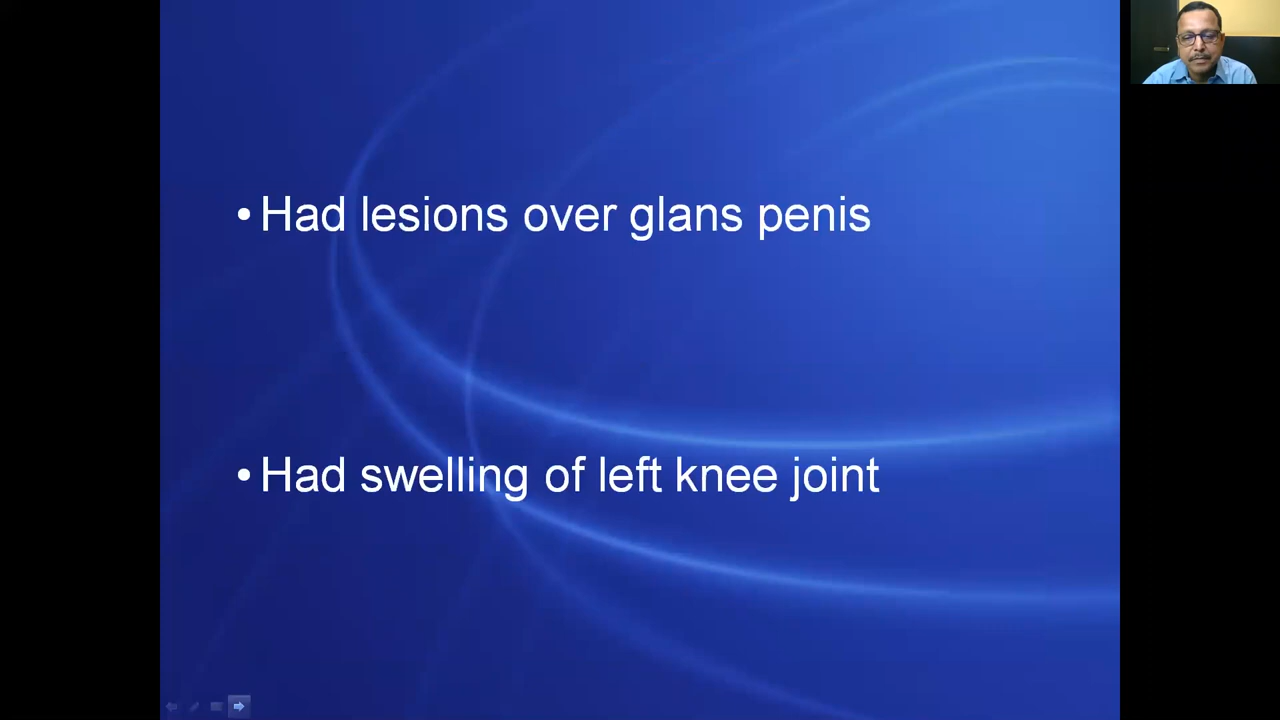 • Had lesions over glans penis
• Had swelling of left knee joint